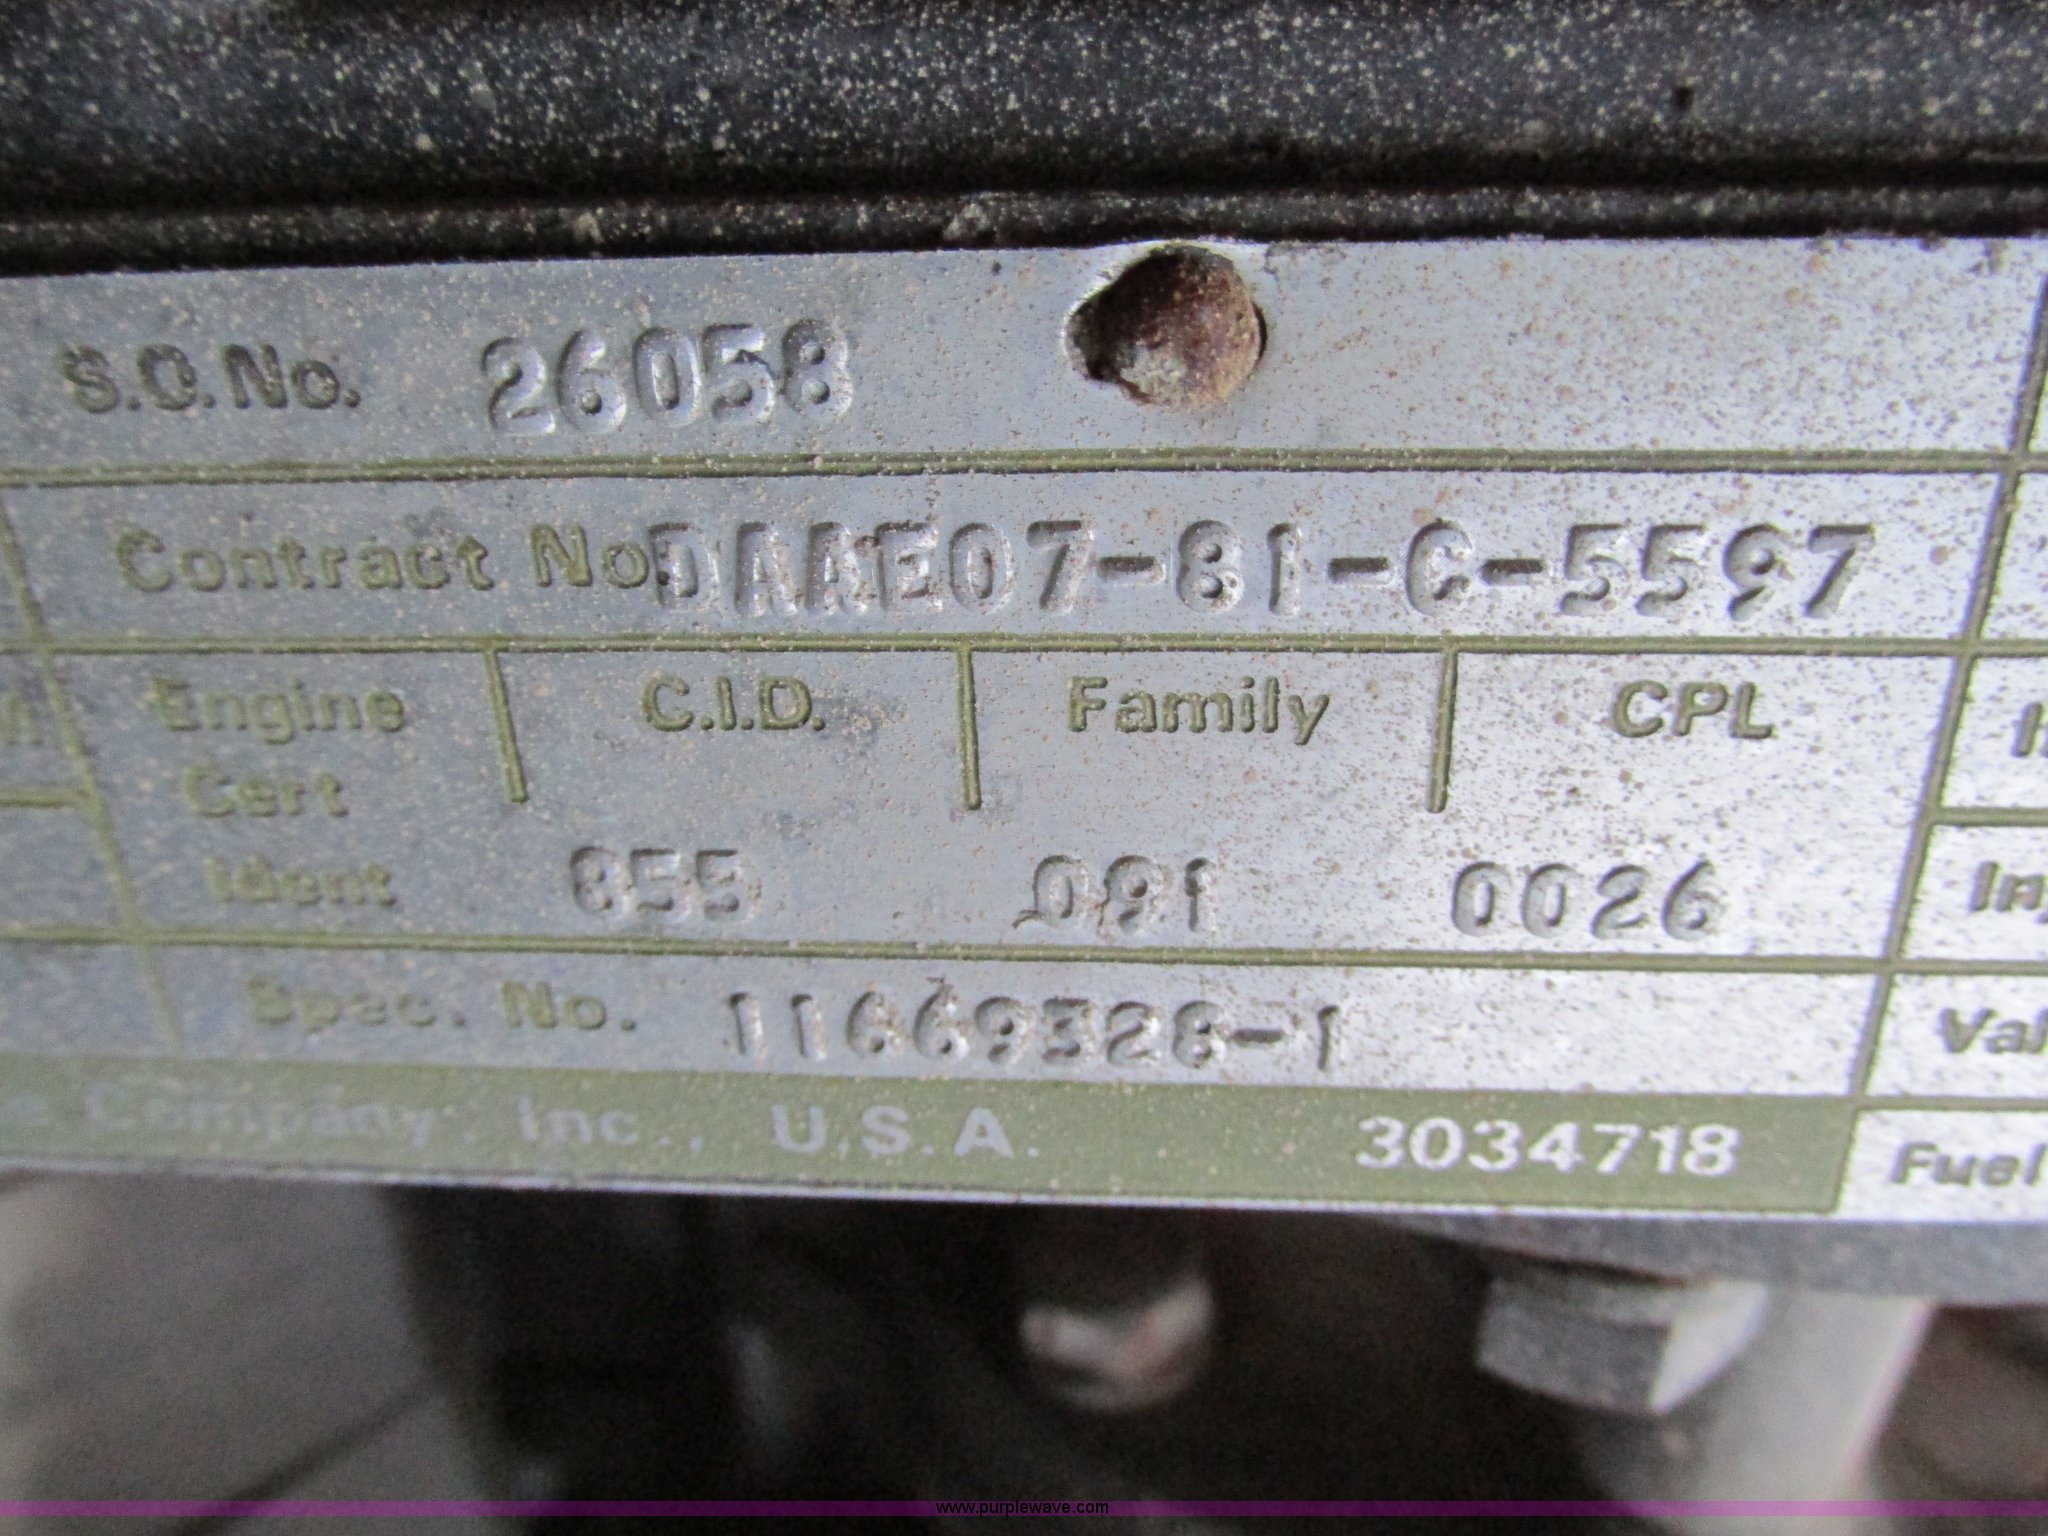 S.O. No. 26058
Contract No. DAAE07-81-C-5597
Engine C.I.D. Family CPL
Cert
Ident 855 091 0026
Spec. No. 11669328-1
Val
Company, Inc., U.S.A. 3034718
Fuel
www.purplewave.com